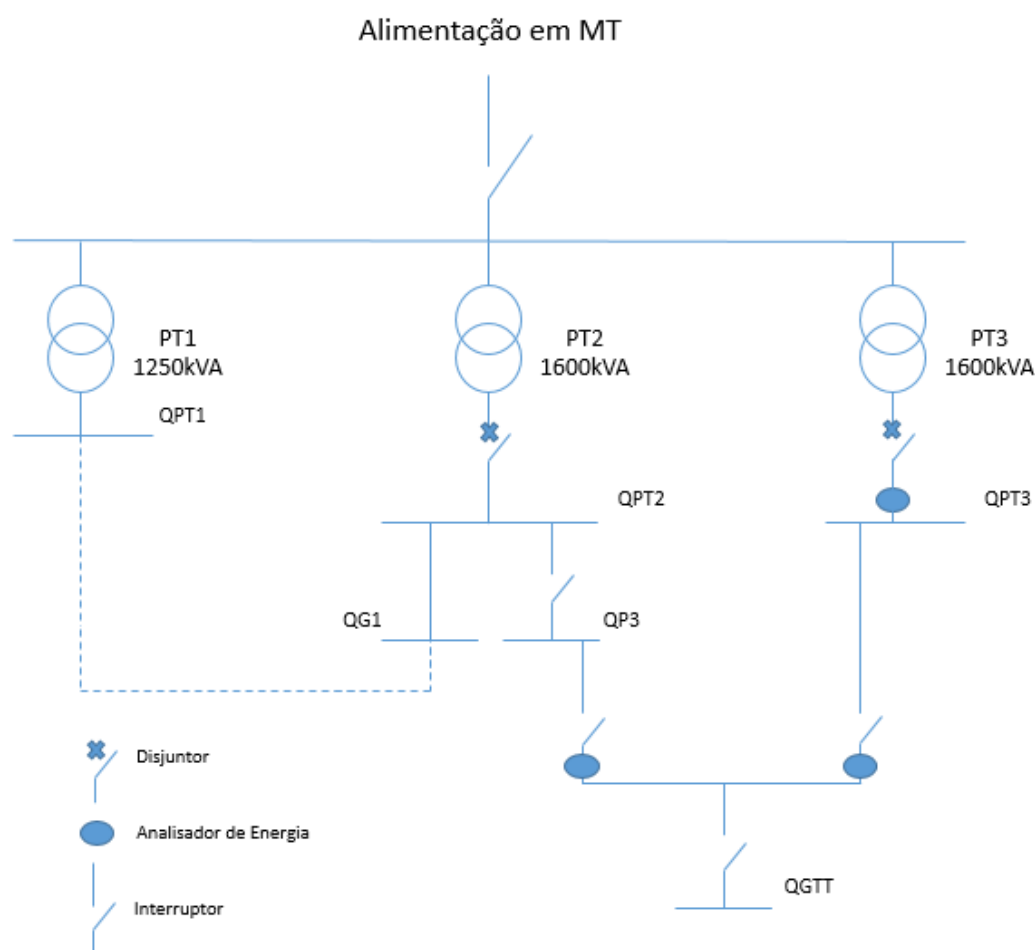 Alimentação em MT
PT1
1250kVA
PT2
1600kVA
PT3
1600kVA
QPT1
QPT2
QPT3
QG1
QP3
Disjuntor
Analisador de Energia
QGTT
Interruptor